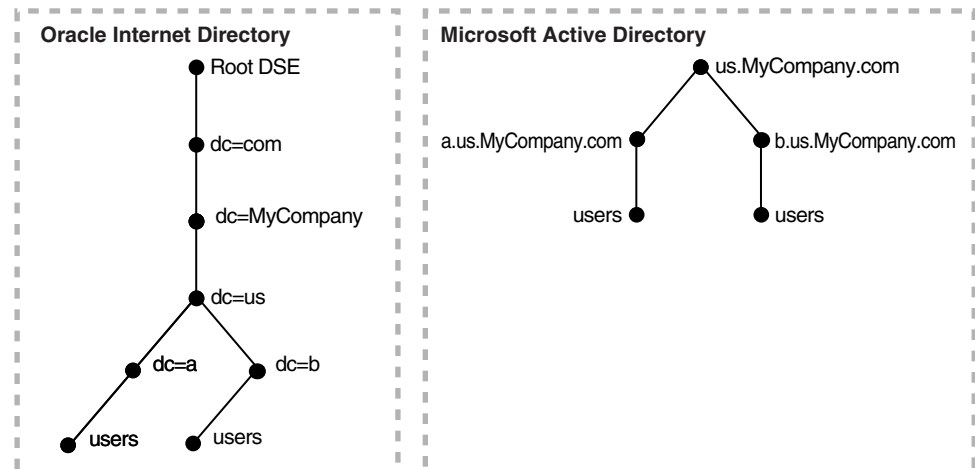 Oracle Internet Directory
Root DSE
dc=com
dc=MyCompany
dc=us
dc=a
dc=b
users
users
Microsoft Active Directory
us.MyCompany.com
a.us.MyCompany.com
b.us.MyCompany.com
users
users